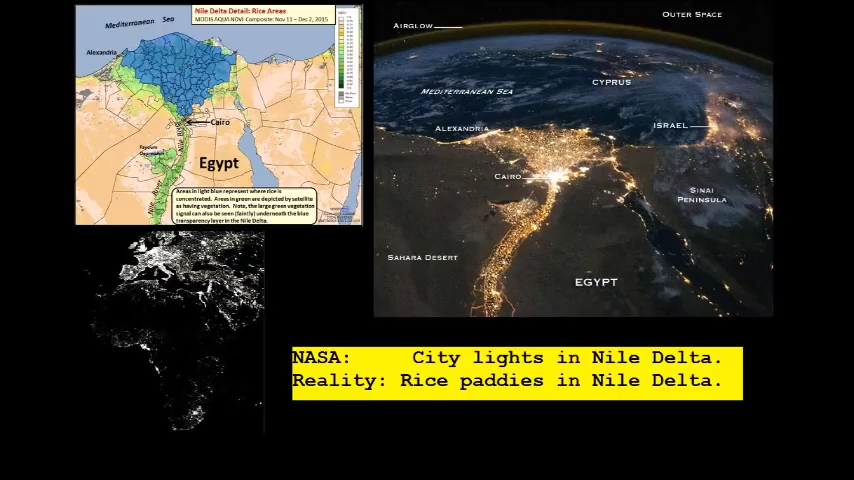 Nile Delta Detail: Rice Areas
MODIS AQUA NDVI Composite: Nov 11 – Dec 2, 2015
Mediterranean Sea
Alexandria
Cairo
Nile
Fayoum
Depression
Egypt
Nile
Areas in light blue represent where rice is
concentrated. Areas in green are depicted by satellite
as having vegetation. Note, the large green vegetation
signal can also be seen (faintly) underneath the blue
transparency layer in the Nile Delta.
OUTER SPACE
AIRGLOW
CYPRUS
MEDITERRANEAN SEA
ISRAEL
ALEXANDRIA
CAIRO
SINAI
PENINSULA
SAHARA DESERT
EGYPT
NASA: City lights in Nile Delta.
Reality: Rice paddies in Nile Delta.